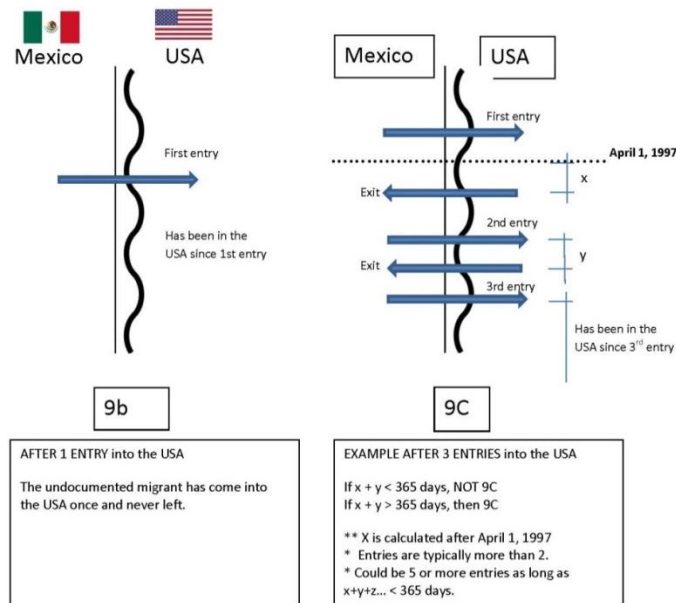 Mexico
USA
First entry
Has been in the
USA since 1st entry
9b
AFTER 1 ENTRY into the USA
The undocumented migrant has come into
the USA once and never left.
Mexico
USA
First entry
April 1, 1997
x
Exit
2nd entry
y
Exit
3rd entry
Has been in the
USA since 3rd entry
9C
EXAMPLE AFTER 3 ENTRIES into the USA
If x + y < 365 days, NOT 9C
If x + y > 365 days, then 9C
** X is calculated after April 1, 1997
* Entries are typically more than 2.
* Could be 5 or more entries as long as
x+y+z... < 365 days.